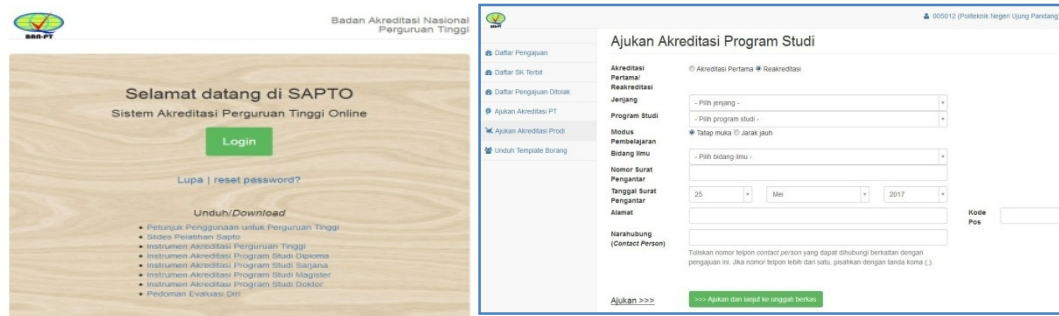 BAN-PT
Badan Akreditasi Nasional
Perguruan Tinggi
Selamat datang di SAPTO
Sistem Akreditasi Perguruan Tinggi Online
Login
Lupa | reset password?
Unduh/Download
Petunjuk Penggunaan untuk Perguruan Tinggi
Slides Pelatihan Sapto
Instrumen Akreditasi Perguruan Tinggi
Instrumen Akreditasi Program Studi Diploma
Instrumen Akreditasi Program Studi Sarjana
Instrumen Akreditasi Program Studi Magister
Instrumen Akreditasi Program Studi Doktor
Pedoman Evaluasi Diri
005012 (Politeknik Negeri Ujung Pandang)
Daftar Pengajuan
Daftar SK Terbit
Daftar Pengajuan Ditolak
Ajukan Akreditasi PT
Ajukan Akreditasi Prodi
Unduh Template Borang
Ajukan Akreditasi Program Studi
Akreditasi Pertama/ Reakreditasi
Akreditasi Pertama Reakreditasi
Jenjang
- Pilih jenjang -
Program Studi
- Pilih program studi -
Modus Pembelajaran
Tatap muka Jarak jauh
Bidang Ilmu
- Pilih bidang ilmu -
Nomor Surat Pengantar
Tanggal Surat Pengantar
25 Mei 2017
Alamat
Kode Pos
Narahubung (Contact Person)
Tuliskan nomor telpon contact person yang dapat dihubungi berkaitan dengan
pengajuan ini. Jika nomor telpon lebih dari satu, pisahkan dengan tanda koma (,).
Ajukan >>>
>>> Ajukan dan lanjut ke unggah berkas